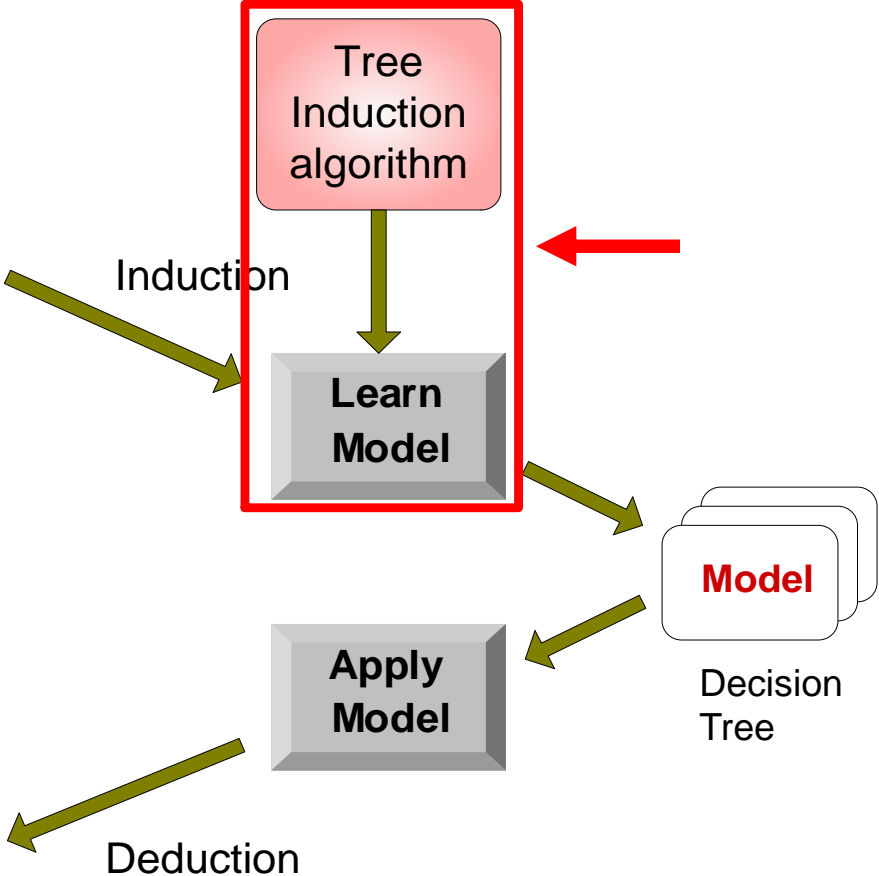 Tree
Induction
algorithm
Induction
Learn
Model
Model
Decision
Tree
Apply
Model
Deduction